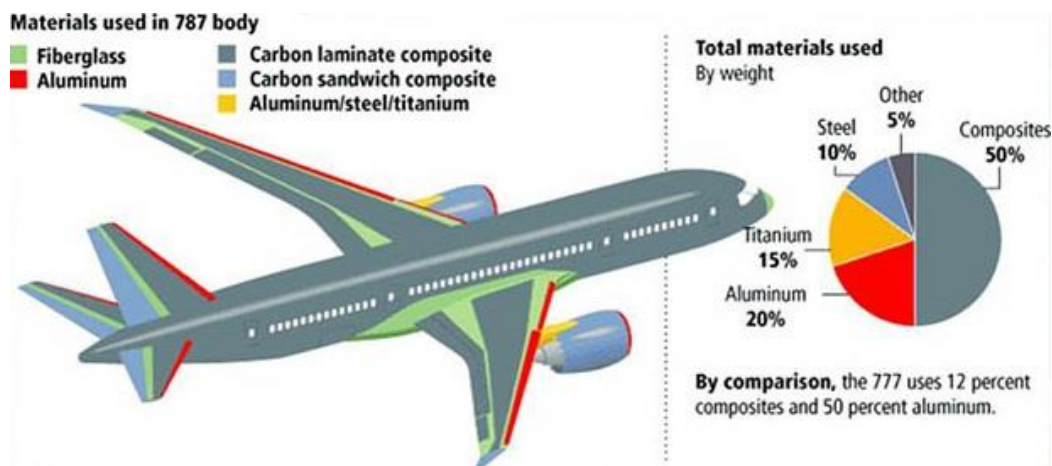 Materials used in 787 body
Fiberglass
Aluminum
Carbon laminate composite
Carbon sandwich composite
Aluminum/steel/titanium
Total materials used
By weight
Other
5%
Steel
10%
Composites
50%
Titanium
15%
Aluminum
20%
By comparison, the 777 uses 12 percent
composites and 50 percent aluminum.